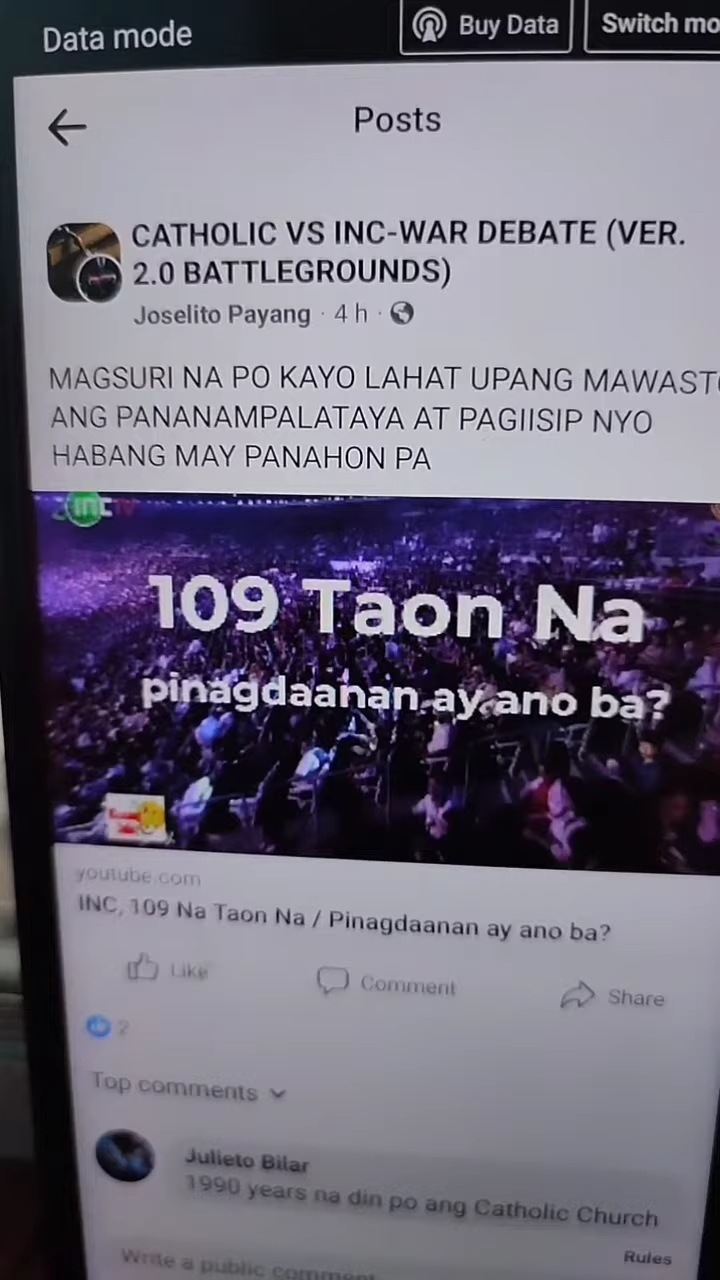 Data mode
Buy Data
Switch mo
Posts
CATHOLIC VS INC-WAR DEBATE (VER.
2.0 BATTLEGROUNDS)
Joselito Payang · 4 h ·
MAGSURI NA PO KAYO LAHAT UPANG MAWASTO
ANG PANANAMPALATAYA AT PAGIISIP NYO
HABANG MAY PANAHON PA
INCTV
109 Taon Na
pinagdaanan ay ano ba?
youtube.com
INC, 109 Na Taon Na / Pinagdaanan ay ano ba?
Like
Comment
Share
2
Top comments
Julieto Bilar
1990 years na din po ang Catholic Church
Write a public comment
Rules